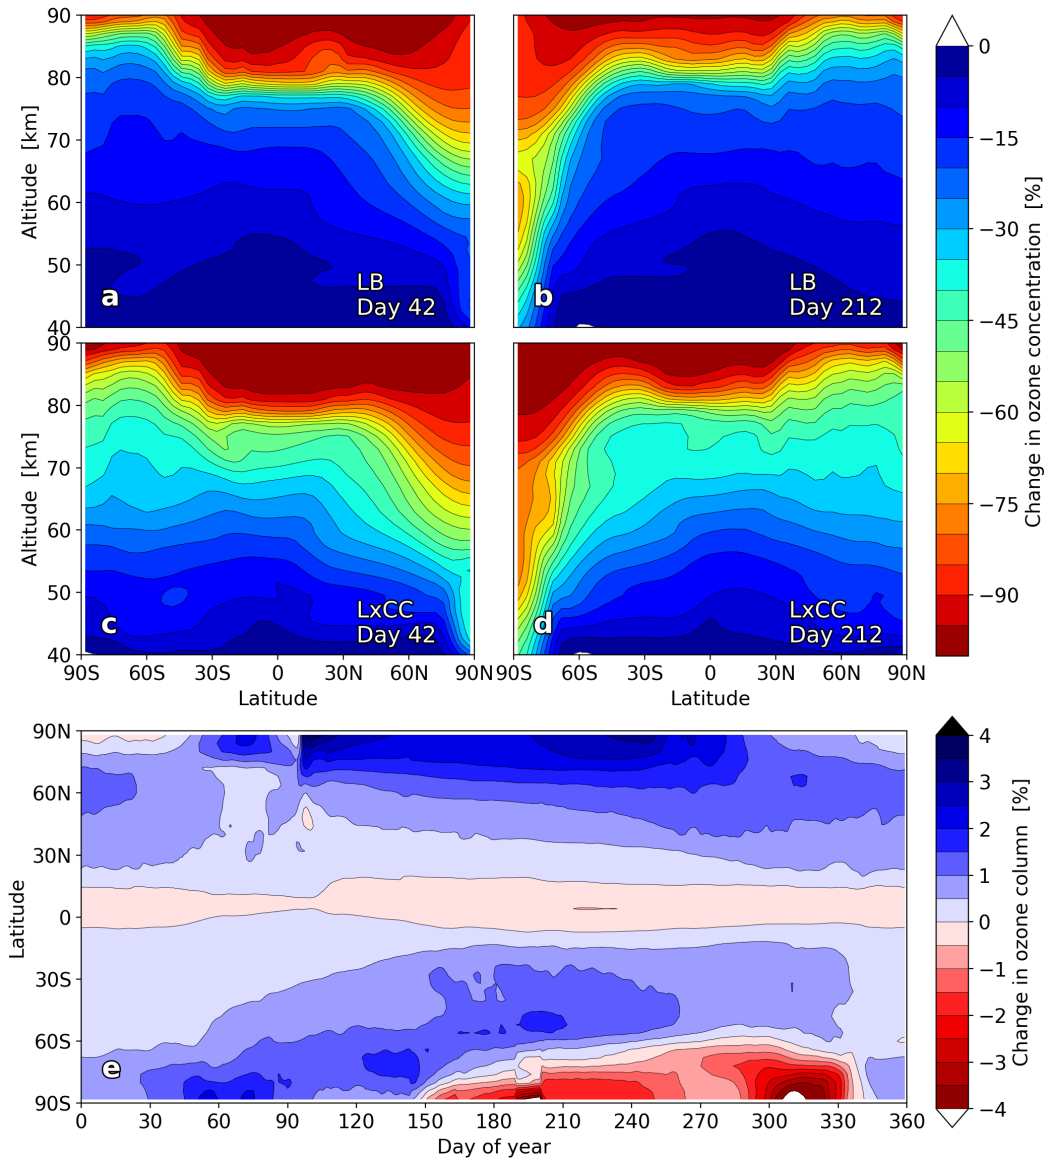 90
80
70
60
50
40
Altitude [km]
a
LB
Day 42
b
LB
Day 212
90
80
70
60
50
40
Altitude [km]
c
LxCC
Day 42
d
LxCC
Day 212
90S 60S 30S 0 30N 60N 90N
Latitude
90S 60S 30S 0 30N 60N 90N
Latitude
0
−15
−30
−45
−60
−75
−90
Change in ozone concentration [%]
90N
60N
30N
0
30S
60S
90S
Latitude
e
0 30 60 90 120 150 180 210 240 270 300 330 360
Day of year
4
3
2
1
0
−1
−2
−3
−4
Change in ozone column [%]